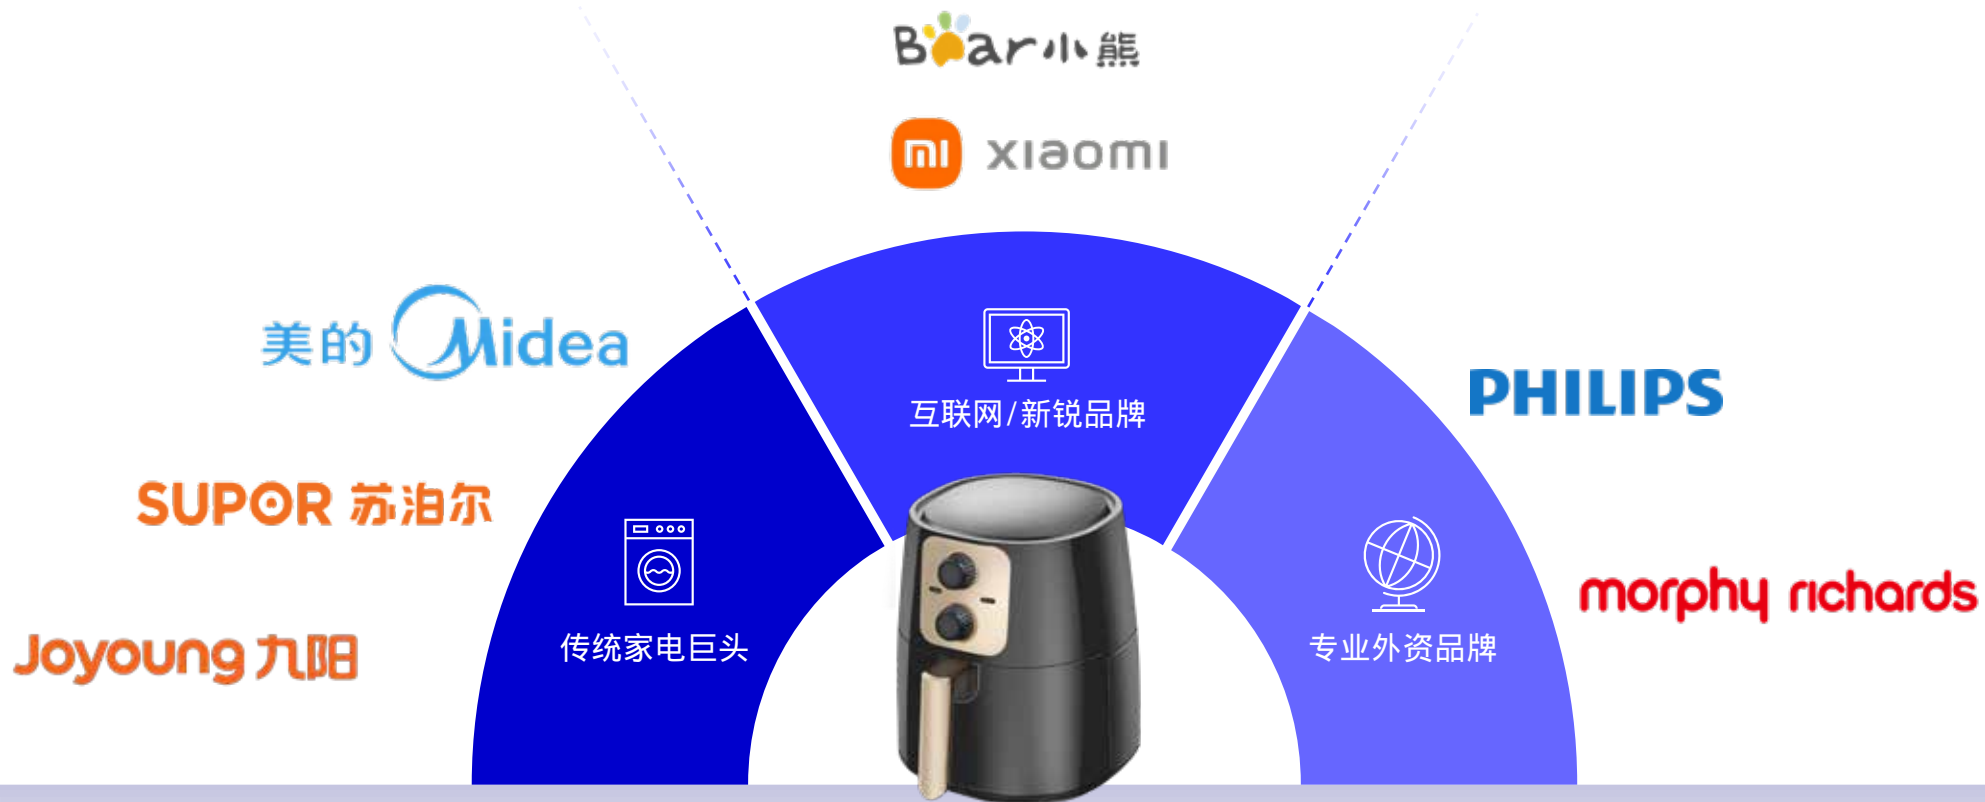 Bear小熊
mi xiaomi
美的 Midea
互联网/新锐品牌
PHILIPS
SUPOR 苏泊尔
morphy richards
传统家电巨头
专业外资品牌
Joyoung 九阳